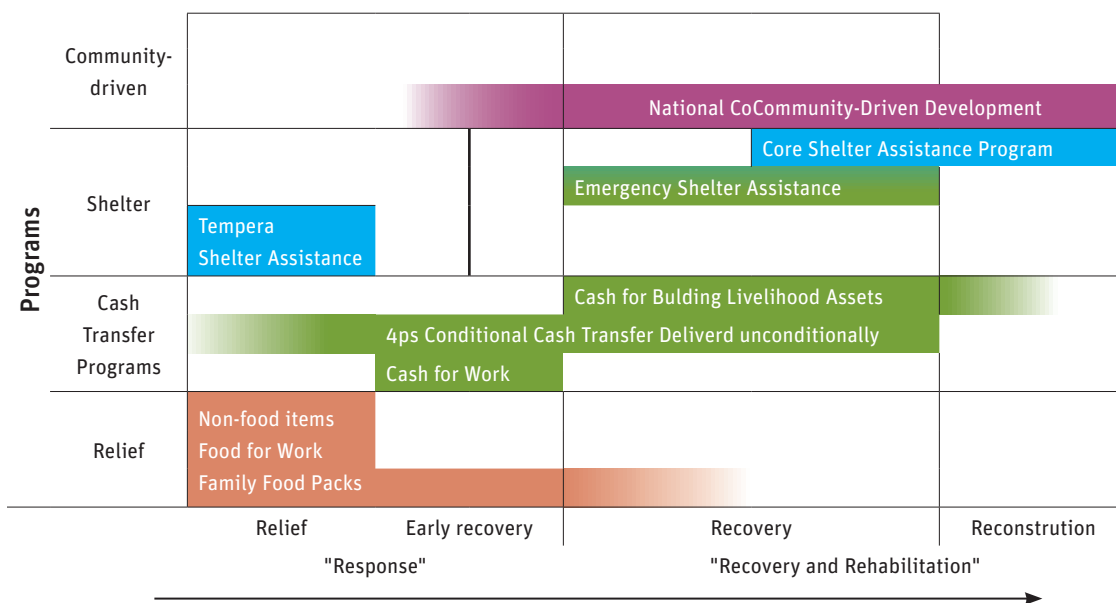 Programs
Community-
driven
National CoCommunity-Driven Development
Shelter
Core Shelter Assistance Program
Emergency Shelter Assistance
Tempera
Shelter Assistance
Cash
Transfer
Programs
Cash for Bulding Livelihood Assets
4ps Conditional Cash Transfer Deliverd unconditionally
Cash for Work
Relief
Non-food items
Food for Work
Family Food Packs
Relief
Early recovery
Recovery
Reconstrution
"Response"
"Recovery and Rehabilitation"